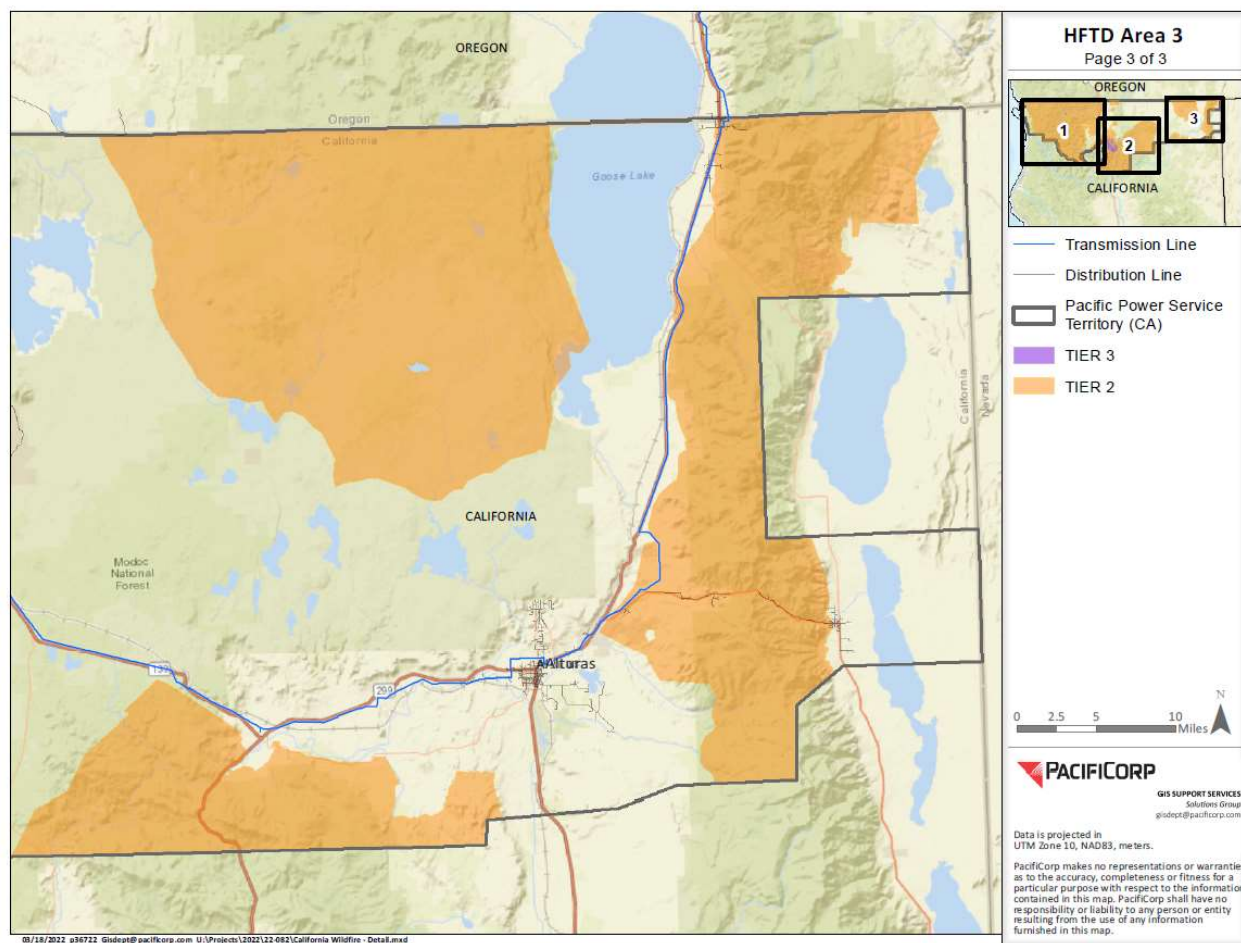 OREGON
Oregon
California
Goose Lake
California
Nevada
CALIFORNIA
Modoc
National
Forest
Alturas
139
299
HFTD Area 3
Page 3 of 3
OREGON
1
2
3
CALIFORNIA
Transmission Line
Distribution Line
Pacific Power Service
Territory (CA)
TIER 3
TIER 2
N
0 2.5 5 10
Miles
PACIFICORP
GIS SUPPORT SERVICES
Solutions Group
gisdept@pacificorp.com
Data is projected in
UTM Zone 10, NAD83, meters.
PacifiCorp makes no representations or warrantie
as to the accuracy, completeness or fitness for a
particular purpose with respect to the information
contained in this map. PacifiCorp shall have no
responsibility or liability to any person or entity
resulting from the use of any information
furnished in this map.
03/18/2022 p36722 Gisdept@pacificorp.com U:\Projects\2022\22-082\California Wildfire - Detail.mxd